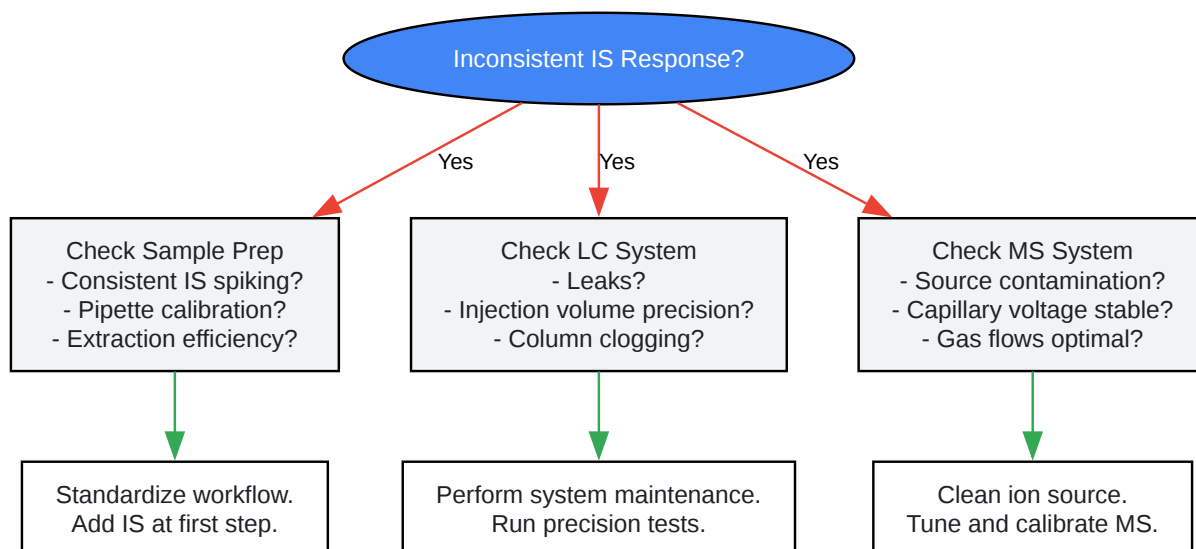 Inconsistent IS Response?
Yes
Yes
Yes
Check Sample Prep
- Consistent IS spiking?
- Pipette calibration?
- Extraction efficiency?
Check LC System
- Leaks?
- Injection volume precision?
- Column clogging?
Check MS System
- Source contamination?
- Capillary voltage stable?
- Gas flows optimal?
Standardize workflow.
Add IS at first step.
Perform system maintenance.
Run precision tests.
Clean ion source.
Tune and calibrate MS.